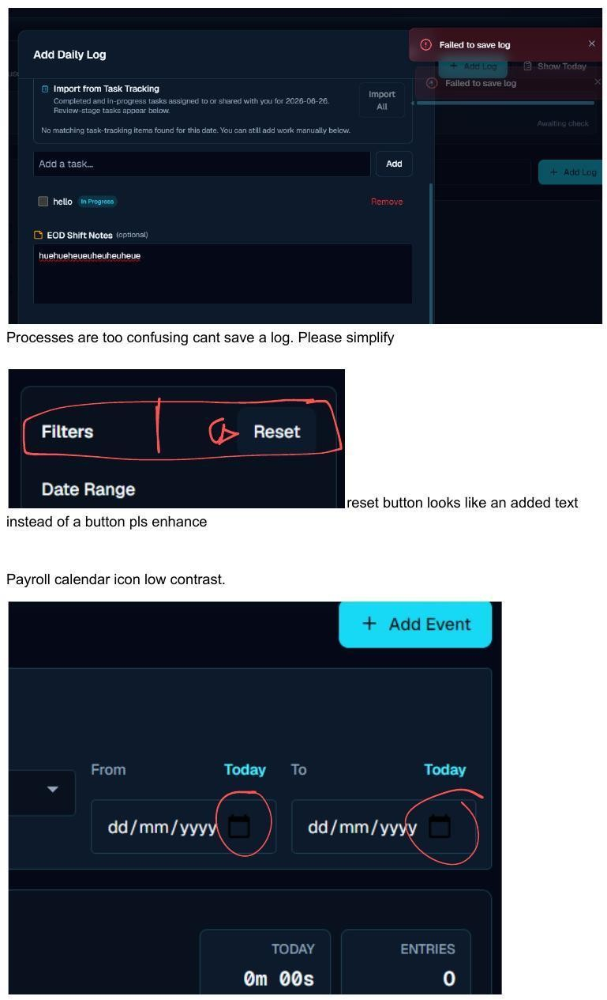 Add Daily Log
Failed to save log
+ Add Log
Show Today
Failed to save log
Import from Task Tracking
Completed and in-progress tasks assigned to or shared with you for 2026-06-26.
Review-stage tasks appear below.
Import
All
No matching task-tracking items found for this date. You can still add work manually below.
Awaiting check
Add a task...
Add
+ Add Log
hello
In Progress
Remove
EOD Shift Notes (optional)
huehueheueuheuheuheue
Processes are too confusing cant save a log. Please simplify
Filters
Reset
Date Range
reset button looks like an added text
instead of a button pls enhance
Payroll calendar icon low contrast.
+ Add Event
From
Today
To
Today
dd/mm/yyyy
dd/mm/yyyy
TODAY
ENTRIES
0m 00s
0